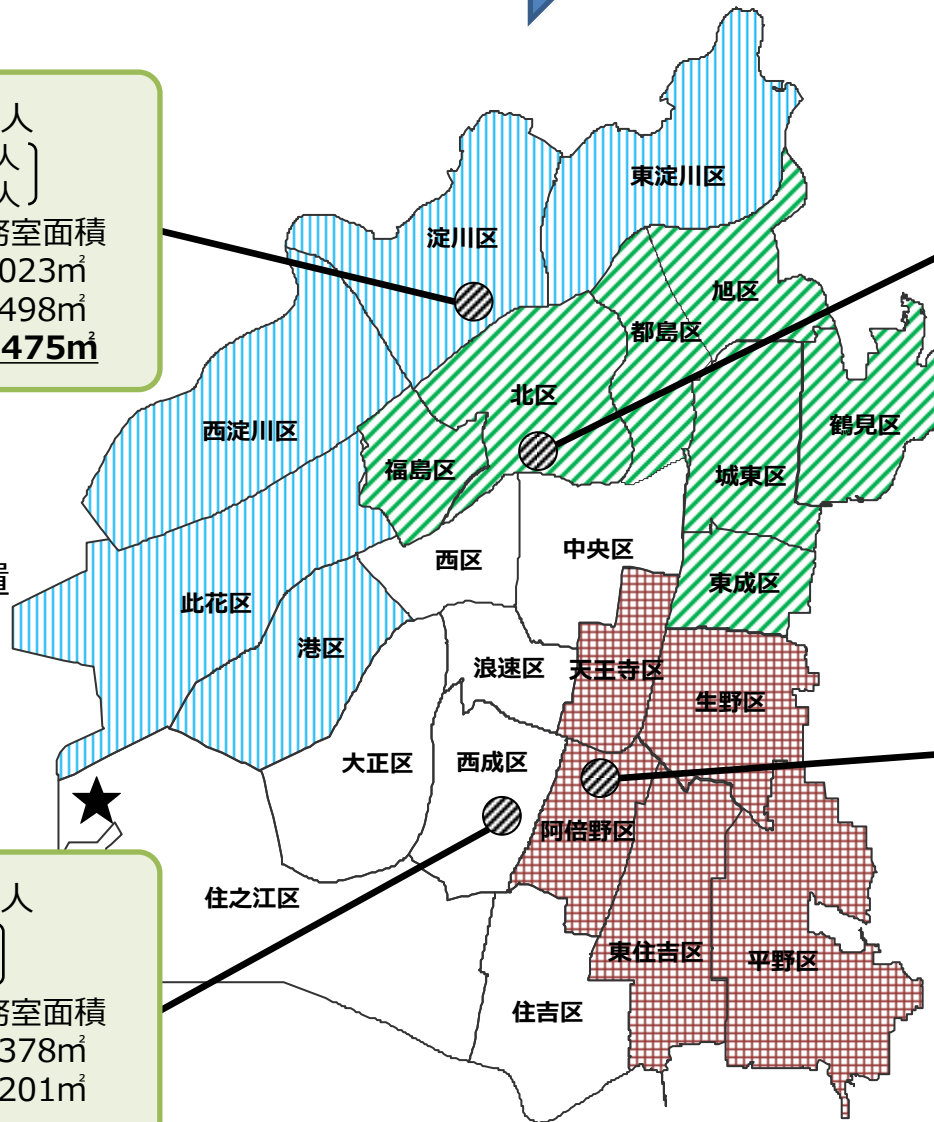 人
人
人
務室面積
023㎡
498㎡
475㎡
東淀川区
淀川区
旭区
都島区
北区
鶴見区
西淀川区
福島区
城東区
西区
中央区
東成区
置
此花区
港区
浪速区
天王寺区
生野区
大正区
西成区
阿倍野区
住之江区
東住吉区
平野区
住吉区
人
務室面積
378㎡
201㎡